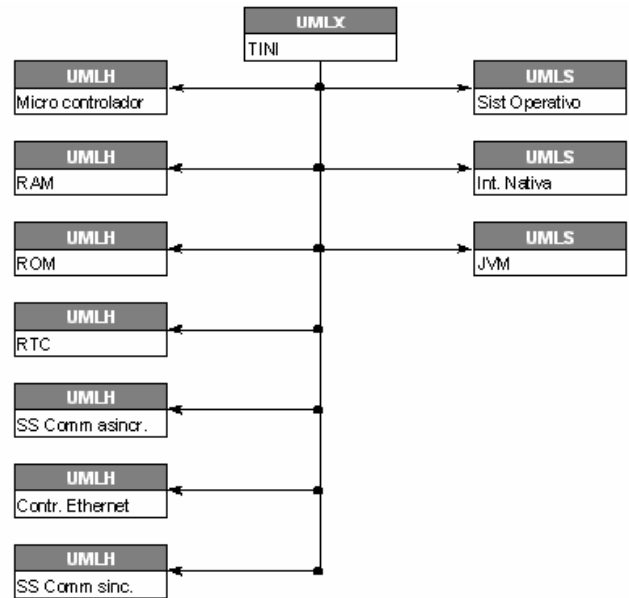 UMLX
TINI
UMLH
Micro controlador
UMLS
Sist Operativo
UMLH
RAM
UMLS
Int. Nativa
UMLH
ROM
UMLS
JVM
UMLH
RTC
UMLH
SS Comm asincr.
UMLH
Contr. Ethernet
UMLH
SS Comm sinc.